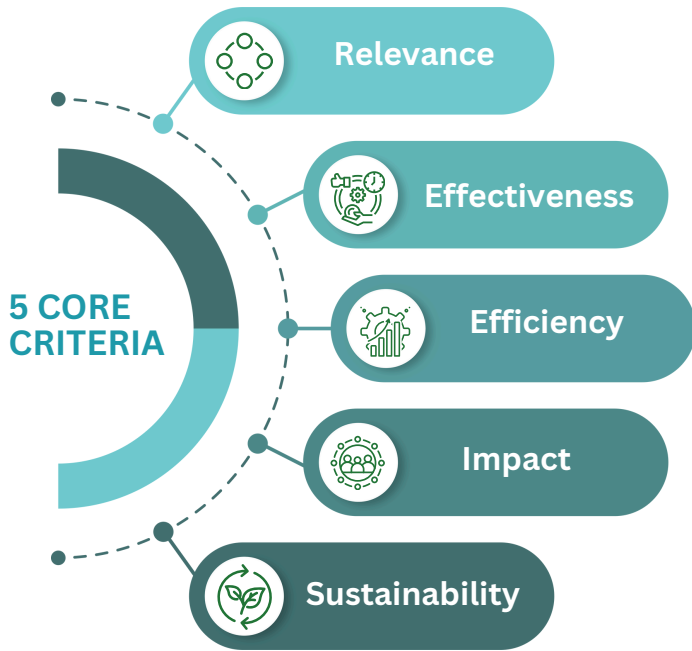 5 CORE
CRITERIA
Relevance
Effectiveness
Efficiency
Impact
Sustainability